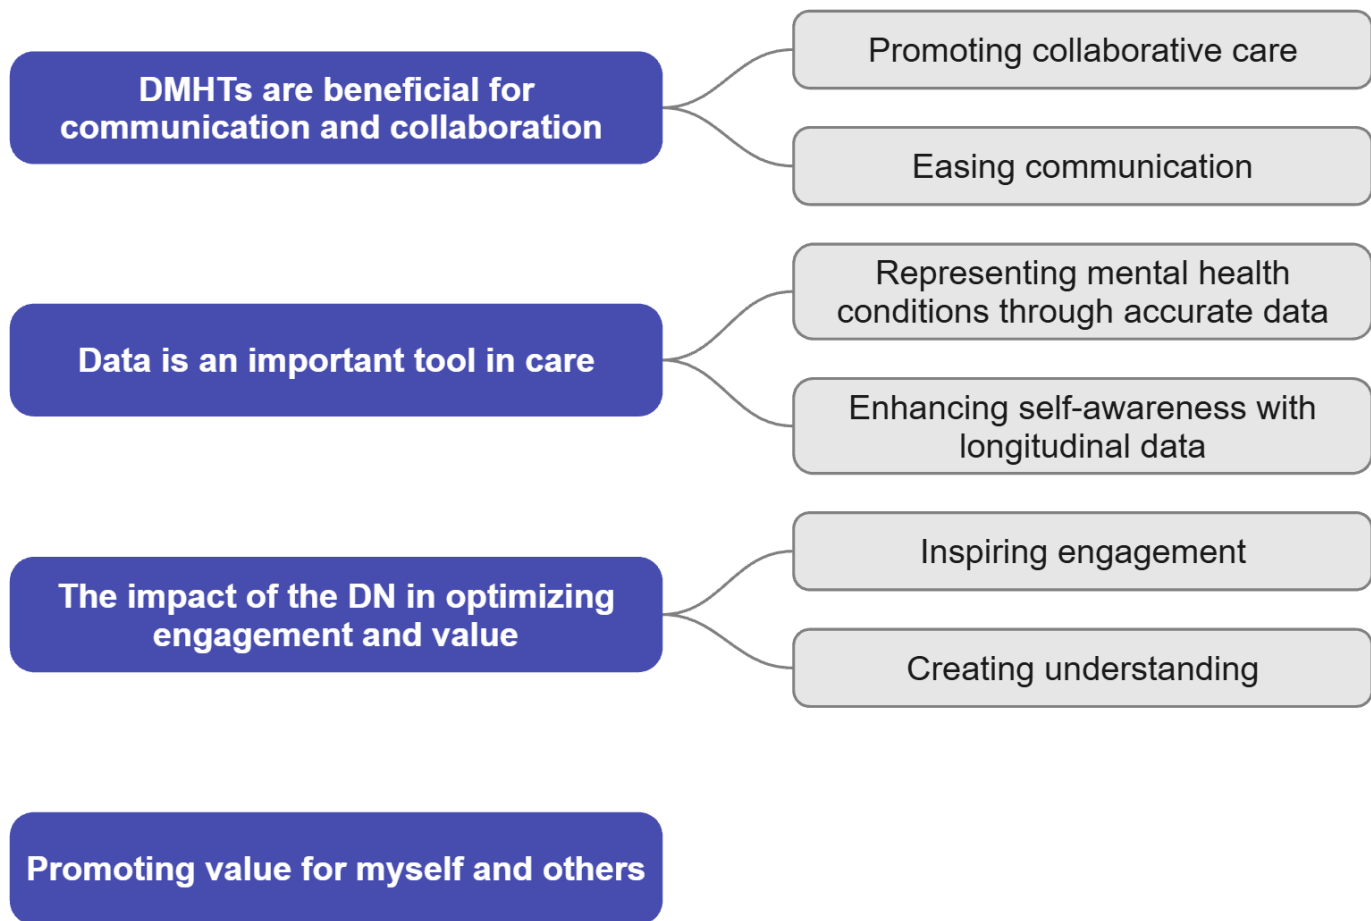 DMHTs are beneficial for
communication and collaboration
Promoting collaborative care
Easing communication
Data is an important tool in care
Representing mental health
conditions through accurate data
Enhancing self-awareness with
longitudinal data
The impact of the DN in optimizing
engagement and value
Inspiring engagement
Creating understanding
Promoting value for myself and others